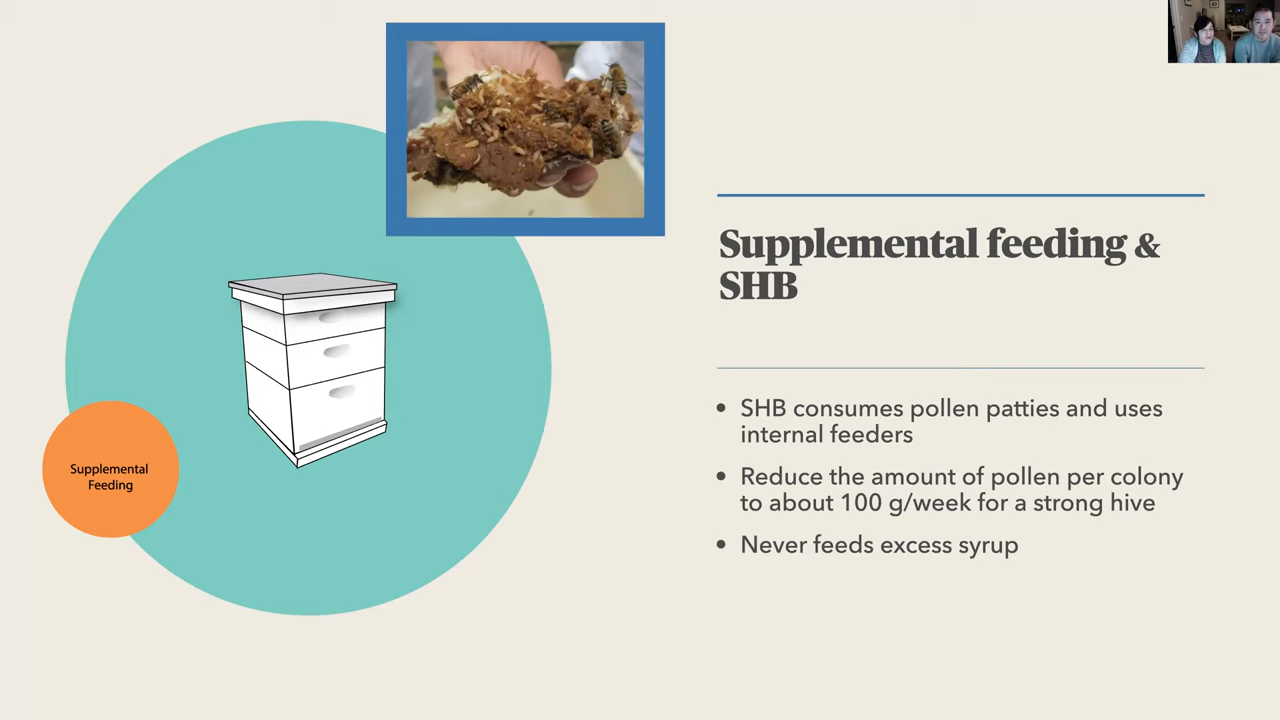 Supplemental feeding &
SHB
• SHB consumes pollen patties and uses
internal feeders
• Reduce the amount of pollen per colony
to about 100 g/week for a strong hive
• Never feeds excess syrup
Supplemental
Feeding